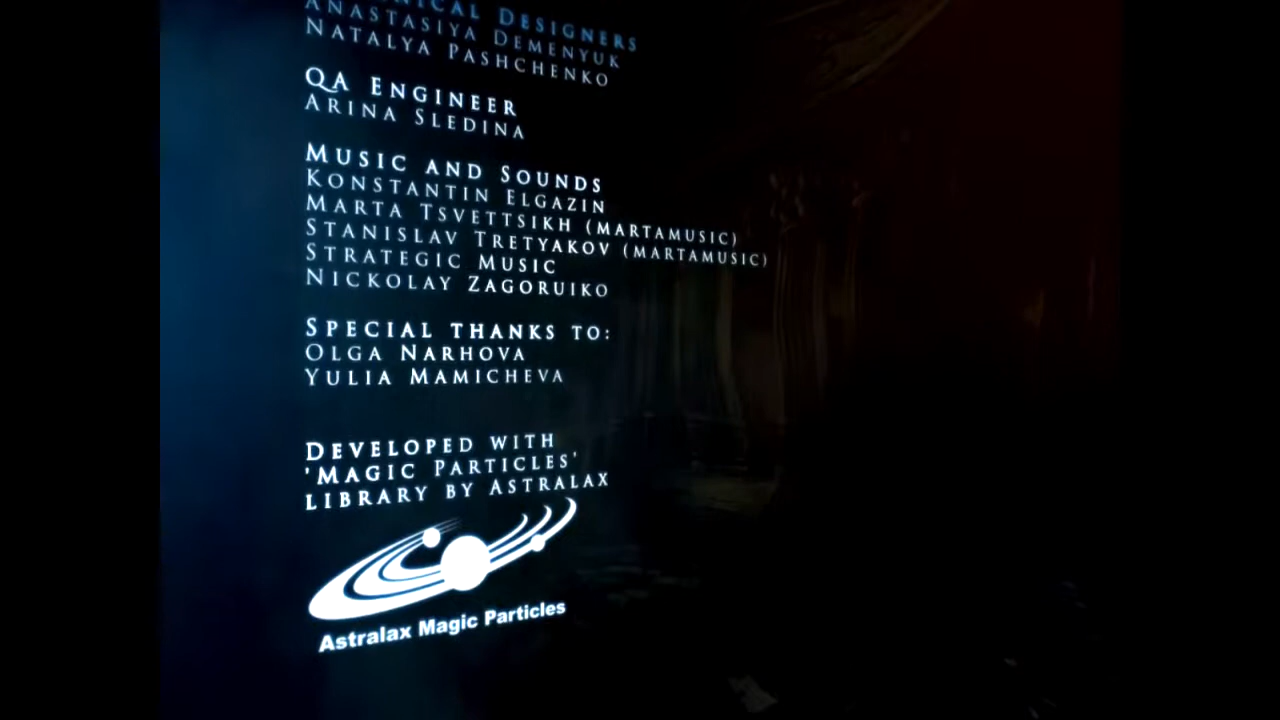 Designers
Anastasiya Demenyuk
Natalya Pashchenko
QA Engineer
Arina Sledina
Music and Sounds
Konstantin Elgazin
Marta Tsvettsikh (martamusic)
Stanislav Tretyakov (martamusic)
Strategic Music
Nickolay Zagoruiko
Special thanks to:
Olga Narhova
Yulia Mamicheva
Developed with
'Magic Particles'
library by Astralax
Astralax Magic Particles